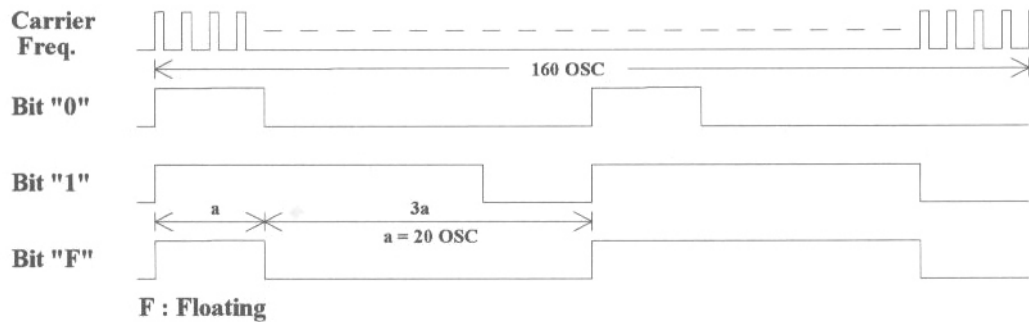 Carrier
Freq.
160 OSC
Bit "0"
Bit "1"
a
3a
a = 20 OSC
Bit "F"
F : Floating